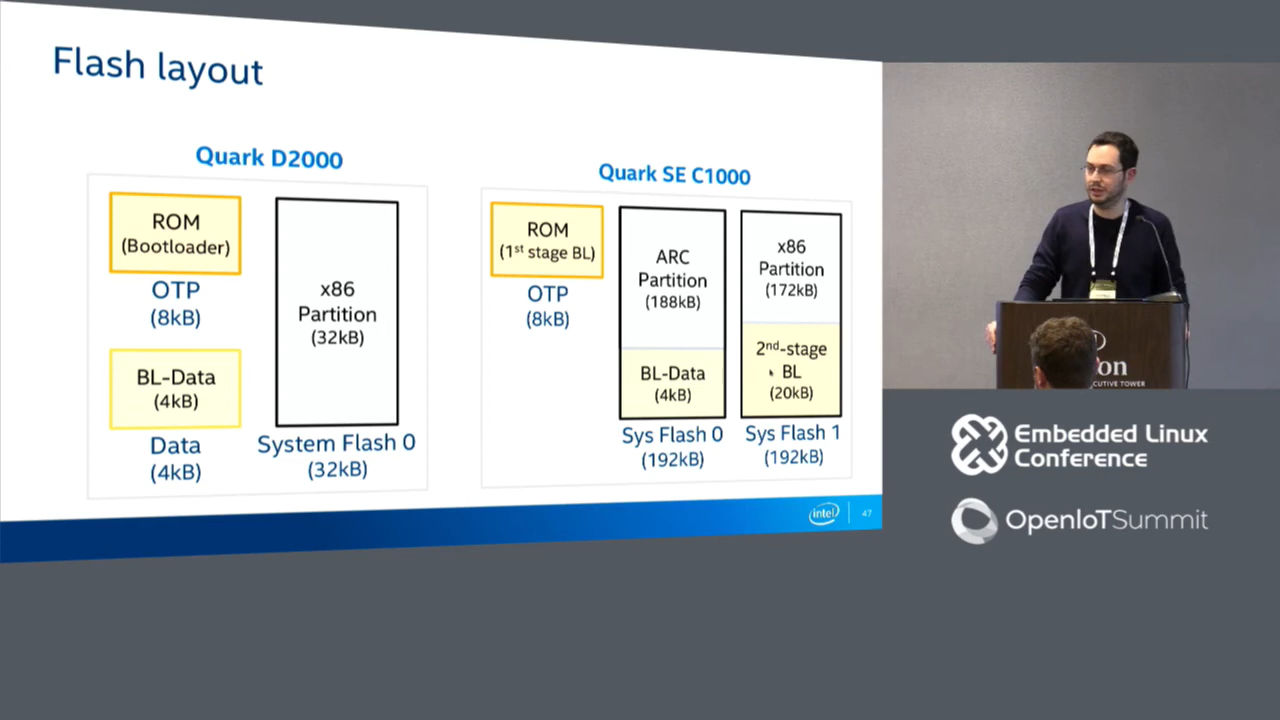 Flash layout
Quark D2000
ROM
(Bootloader)
OTP
(8kB)
BL-Data
(4kB)
Data
(4kB)
x86
Partition
(32kB)
System Flash 0
(32kB)
Quark SE C1000
ROM
(1st stage BL)
OTP
(8kB)
ARC
Partition
(188kB)
BL-Data
(4kB)
Sys Flash 0
(192kB)
x86
Partition
(172kB)
2nd-stage
BL
(20kB)
Sys Flash 1
(192kB)
intel
47
ECUTIVE TOWER
Embedded Linux
Conference
OpenIoTSummit